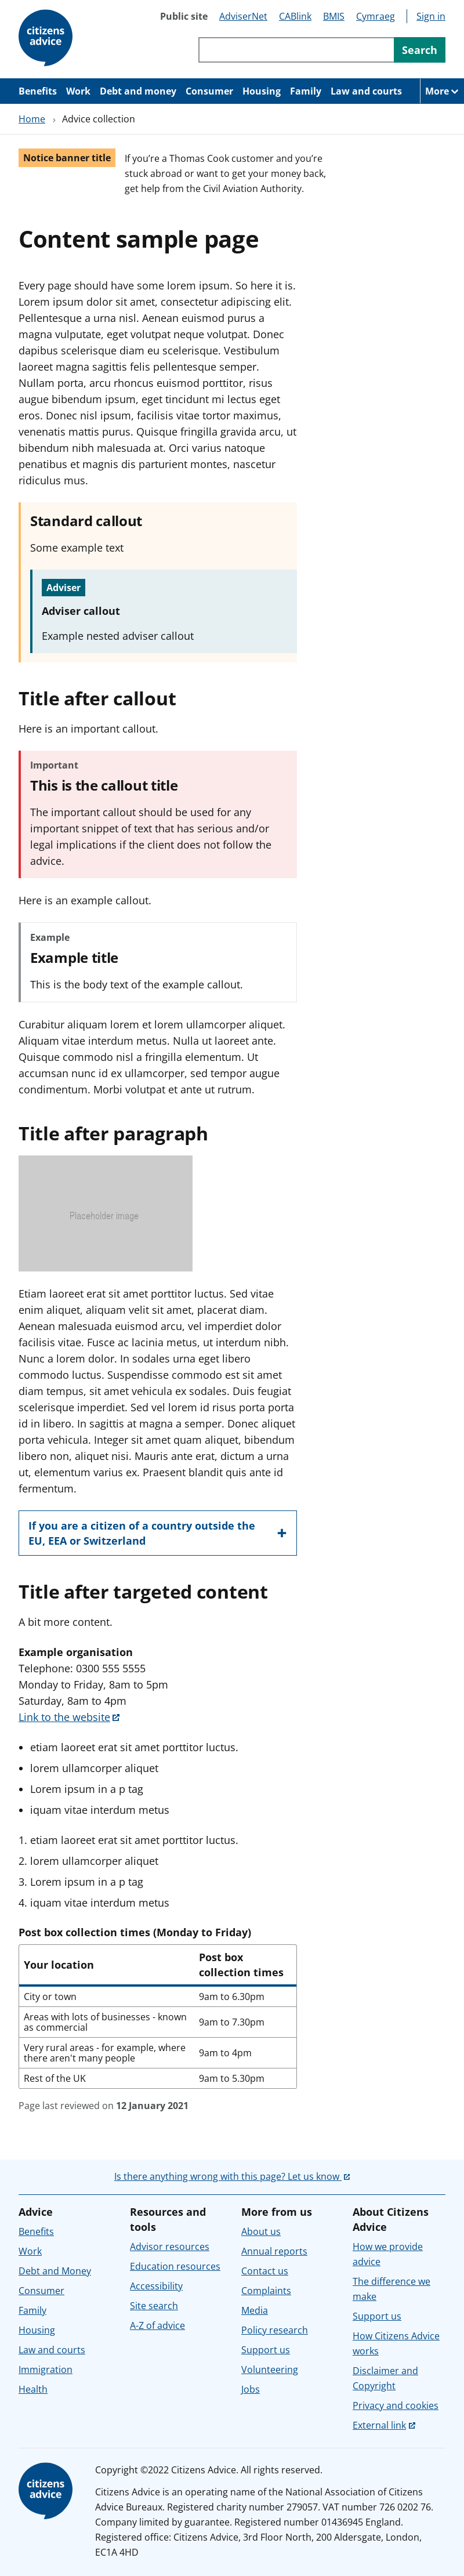 citizens
advice
Public site AdviserNet CABlink BMIS Cymraeg Sign in
Search
Benefits Work Debt and money Consumer Housing Family Law and courts More
Home › Advice collection
Notice banner title
If you're a Thomas Cook customer and you're
stuck abroad or want to get your money back,
get help from the Civil Aviation Authority.
Content sample page
Every page should have some lorem ipsum. So here it is.
Lorem ipsum dolor sit amet, consectetur adipiscing elit.
Pellentesque a urna nisl. Aenean euismod purus a
magna vulputate, eget volutpat neque volutpat. Donec
dapibus scelerisque diam eu scelerisque. Vestibulum
laoreet magna sagittis felis pellentesque semper.
Nullam porta, arcu rhoncus euismod porttitor, risus
augue bibendum ipsum, eget tincidunt mi lectus eget
eros. Donec nisl ipsum, facilisis vitae tortor maximus,
venenatis mattis purus. Quisque fringilla gravida arcu, ut
bibendum nibh malesuada at. Orci varius natoque
penatibus et magnis dis parturient montes, nascetur
ridiculus mus.
Standard callout
Some example text
Adviser
Adviser callout
Example nested adviser callout
Title after callout
Here is an important callout.
Important
This is the callout title
The important callout should be used for any
important snippet of text that has serious and/or
legal implications if the client does not follow the
advice.
Here is an example callout.
Example
Example title
This is the body text of the example callout.
Curabitur aliquam lorem et lorem ullamcorper aliquet.
Aliquam vitae interdum metus. Nulla ut laoreet ante.
Quisque commodo nisl a fringilla elementum. Ut
accumsan nunc id ex ullamcorper, sed tempor augue
condimentum. Morbi volutpat et ante ut rutrum.
Title after paragraph
Placeholder image
Etiam laoreet erat sit amet porttitor luctus. Sed vitae
enim aliquet, aliquam velit sit amet, placerat diam.
Aenean malesuada euismod arcu, vel imperdiet dolor
facilisis vitae. Fusce ac lacinia metus, ut interdum nibh.
Nunc a lorem dolor. In sodales urna eget libero
commodo luctus. Suspendisse commodo est sit amet
diam tempus, sit amet vehicula ex sodales. Duis feugiat
scelerisque imperdiet. Sed vel lorem id risus porta porta
id et libero. In sagittis at magna a semper. Donec aliquet
porta vehicula. Integer sit amet quam aliquet, bibendum
libero non, aliquet nisi. Mauris ante erat, dictum a urna
ut, elementum varius ex. Praesent blandit quis ante id
fermentum.
If you are a citizen of a country outside the
EU, EEA or Switzerland
Title after targeted content
A bit more content.
Example organisation
Telephone: 0300 555 5555
Monday to Friday, 8am to 5pm
Saturday, 8am to 4pm
Link to the website
• etiam laoreet erat sit amet porttitor luctus.
• lorem ullamcorper aliquet
• Lorem ipsum in a p tag
• iquam vitae interdum metus
1. etiam laoreet erat sit amet porttitor luctus.
2. lorem ullamcorper aliquet
3. Lorem ipsum in a p tag
4. iquam vitae interdum metus
Post box collection times (Monday to Friday)
Your location Post box
collection times
City or town 9am to 6.30pm
Areas with lots of businesses - known
as commercial 9am to 7.30pm
Very rural areas - for example, where
there aren't many people 9am to 4pm
Rest of the UK 9am to 5.30pm
Page last reviewed on 12 January 2021
Is there anything wrong with this page? Let us know
Advice
Benefits
Work
Debt and Money
Consumer
Family
Housing
Law and courts
Immigration
Health
Resources and
tools
Advisor resources
Education resources
Accessibility
Site search
A-Z of advice
More from us
About us
Annual reports
Contact us
Complaints
Media
Policy research
Support us
Volunteering
Jobs
About Citizens
Advice
How we provide
advice
The difference we
make
Support us
How Citizens Advice
works
Disclaimer and
Copyright
Privacy and cookies
External link
citizens
advice
Copyright ©2022 Citizens Advice. All rights reserved.
Citizens Advice is an operating name of the National Association of Citizens
Advice Bureaux. Registered charity number 279057. VAT number 726 0202 76.
Company limited by guarantee. Registered number 01436945 England.
Registered office: Citizens Advice, 3rd Floor North, 200 Aldersgate, London,
EC1A 4HD